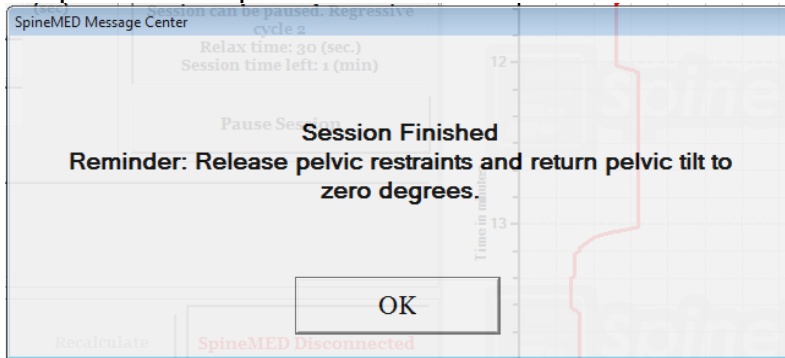 SpineMED Message Center
(sec)
Session can be paused. Regressive
cycle 2
Relax time: 30 (sec.)
Session time left: 1 (min)
12
Pause Session
Session Finished
Reminder: Release pelvic restraints and return pelvic tilt to
zero degrees.
Time in minutes
13
OK
Recalculate
SpineMED Disconnected